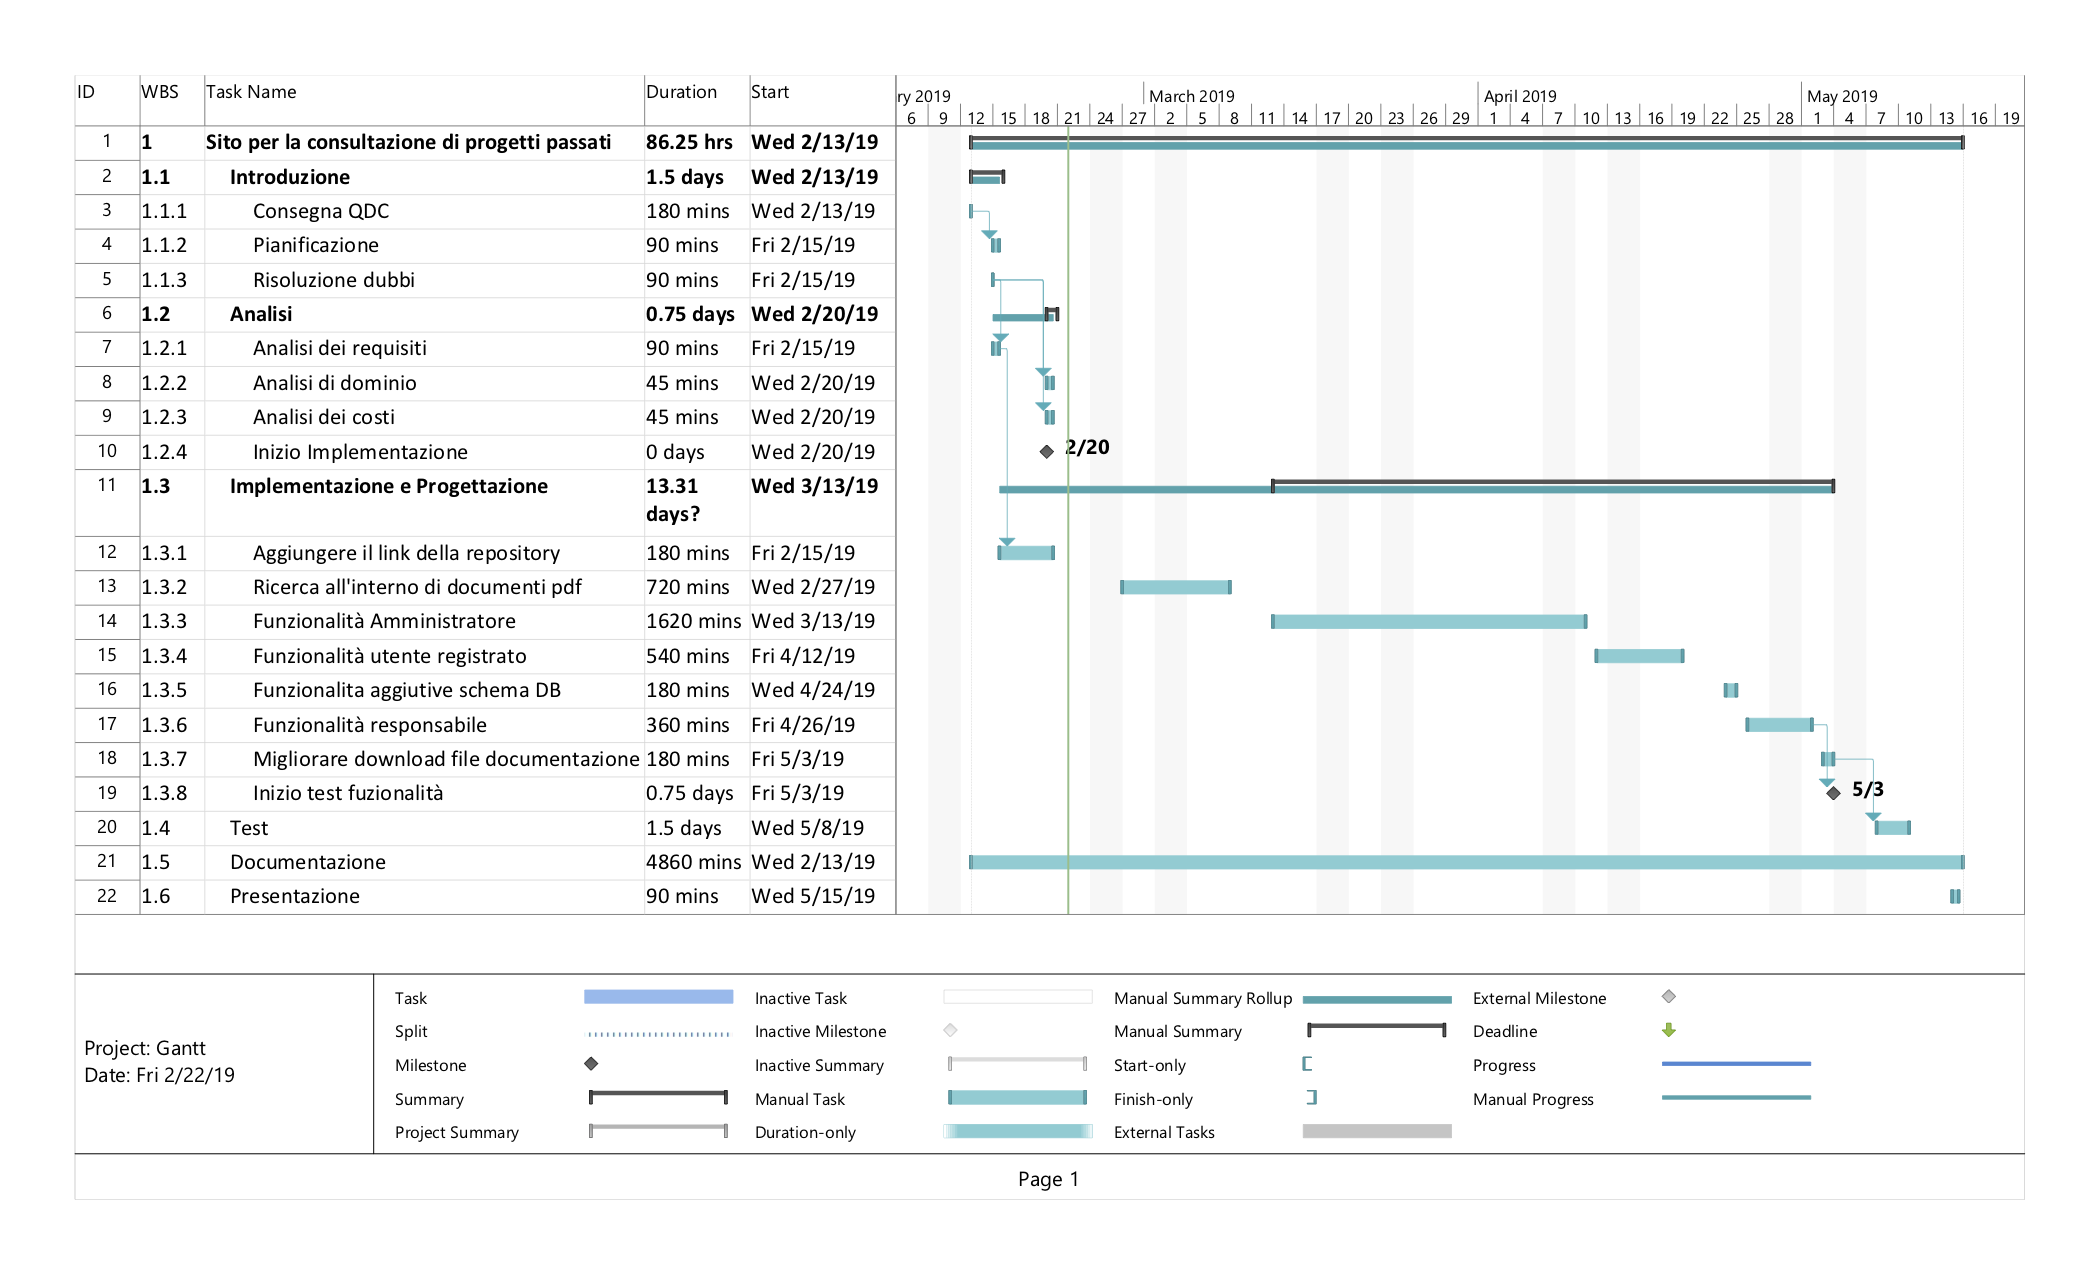 ID WBS Task Name Duration Start
ry 2019 March 2019 April 2019 May 2019
6 9 12 15 18 21 24 27 2 5 8 11 14 17 20 23 26 29 1 4 7 10 13 16 19 22 25 28 1 4 7 10 13 16 19
1 1 Sito per la consultazione di progetti passati 86.25 hrs Wed 2/13/19
2 1.1 Introduzione 1.5 days Wed 2/13/19
3 1.1.1 Consegna QDC 180 mins Wed 2/13/19
4 1.1.2 Pianificazione 90 mins Fri 2/15/19
5 1.1.3 Risoluzione dubbi 90 mins Fri 2/15/19
6 1.2 Analisi 0.75 days Wed 2/20/19
7 1.2.1 Analisi dei requisiti 90 mins Fri 2/15/19
8 1.2.2 Analisi di dominio 45 mins Wed 2/20/19
9 1.2.3 Analisi dei costi 45 mins Wed 2/20/19
10 1.2.4 Inizio Implementazione 0 days Wed 2/20/19 2/20
11 1.3 Implementazione e Progettazione 13.31 Wed 3/13/19
days?
12 1.3.1 Aggiungere il link della repository 180 mins Fri 2/15/19
13 1.3.2 Ricerca all'interno di documenti pdf 720 mins Wed 2/27/19
14 1.3.3 Funzionalità Amministratore 1620 mins Wed 3/13/19
15 1.3.4 Funzionalità utente registrato 540 mins Fri 4/12/19
16 1.3.5 Funzionalita aggiutive schema DB 180 mins Wed 4/24/19
17 1.3.6 Funzionalità responsabile 360 mins Fri 4/26/19
18 1.3.7 Migliorare download file documentazione 180 mins Fri 5/3/19
19 1.3.8 Inizio test fuzionalità 0.75 days Fri 5/3/19 5/3
20 1.4 Test 1.5 days Wed 5/8/19
21 1.5 Documentazione 4860 mins Wed 2/13/19
22 1.6 Presentazione 90 mins Wed 5/15/19
Project: Gantt
Date: Fri 2/22/19
Task Inactive Task Manual Summary Rollup External Milestone
Split Inactive Milestone Manual Summary Deadline
Milestone Inactive Summary Start-only Progress
Summary Manual Task Finish-only Manual Progress
Project Summary Duration-only External Tasks
Page 1